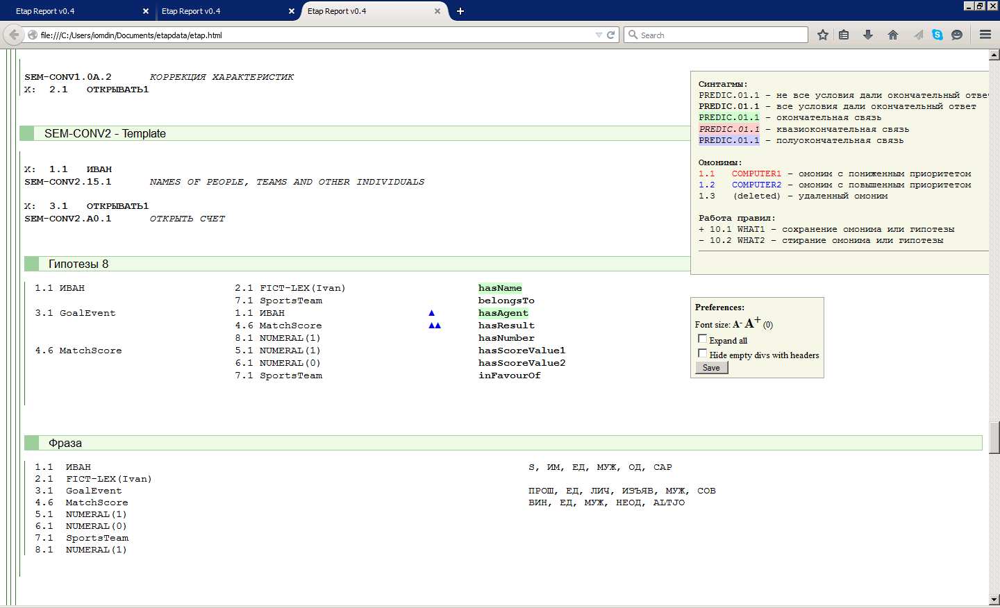 Etap Report v0.4
Etap Report v0.4
Etap Report v0.4
file:///C:/Users/iomdin/Documents/etapdata/etap.html
Search
SEM-CONV1.0A.2 КОРРЕКЦИЯ ХАРАКТЕРИСТИК
X: 2.1 ОТКРЫВАТЬ1
SEM-CONV2 - Template
X: 1.1 ИВАН
SEM-CONV2.15.1 NAMES OF PEOPLE, TEAMS AND OTHER INDIVIDUALS
X: 3.1 ОТКРЫВАТЬ1
SEM-CONV2.A0.1 ОТКРЫТЬ СЧЕТ
Гипотезы 8
1.1 ИВАН 2.1 FICT-LEX(Ivan) hasName
7.1 SportsTeam belongsTo
3.1 GoalEvent 1.1 ИВАН ▲ hasAgent
4.6 MatchScore ▲▲ hasResult
8.1 NUMERAL(1) hasNumber
4.6 MatchScore 5.1 NUMERAL(1) hasScoreValue1
6.1 NUMERAL(0) hasScoreValue2
7.1 SportsTeam inFavourOf
Фраза
1.1 ИВАН S, ИМ, ЕД, МУЖ, ОД, CAP
2.1 FICT-LEX(Ivan)
3.1 GoalEvent ПРОШ, ЕД, ЛИЧ, ИЗЪЯВ, МУЖ, СОВ
4.6 MatchScore ВИН, ЕД, МУЖ, НЕОД, ALTJO
5.1 NUMERAL(1)
6.1 NUMERAL(0)
7.1 SportsTeam
8.1 NUMERAL(1)
Синтагмы:
PREDIC.01.1 - не все условия дали окончательный отве
PREDIC.01.1 - все условия дали окончательный ответ
PREDIC.01.1 - окончательная связь
PREDIC.01.1 - квазиокончательная связь
PREDIC.01.1 - полуокончательная связь
Омонимы:
1.1 COMPUTER1 - омоним с пониженным приоритетом
1.2 COMPUTER2 - омоним с повышенным приоритетом
1.3 (deleted) - удаленный омоним
Работа правил:
+ 10.1 WHAT1 - сохранение омонима или гипотезы
- 10.2 WHAT2 - стирание омонима или гипотезы
Preferences:
Font size: A- A+ (0)
Expand all
Hide empty divs with headers
Save